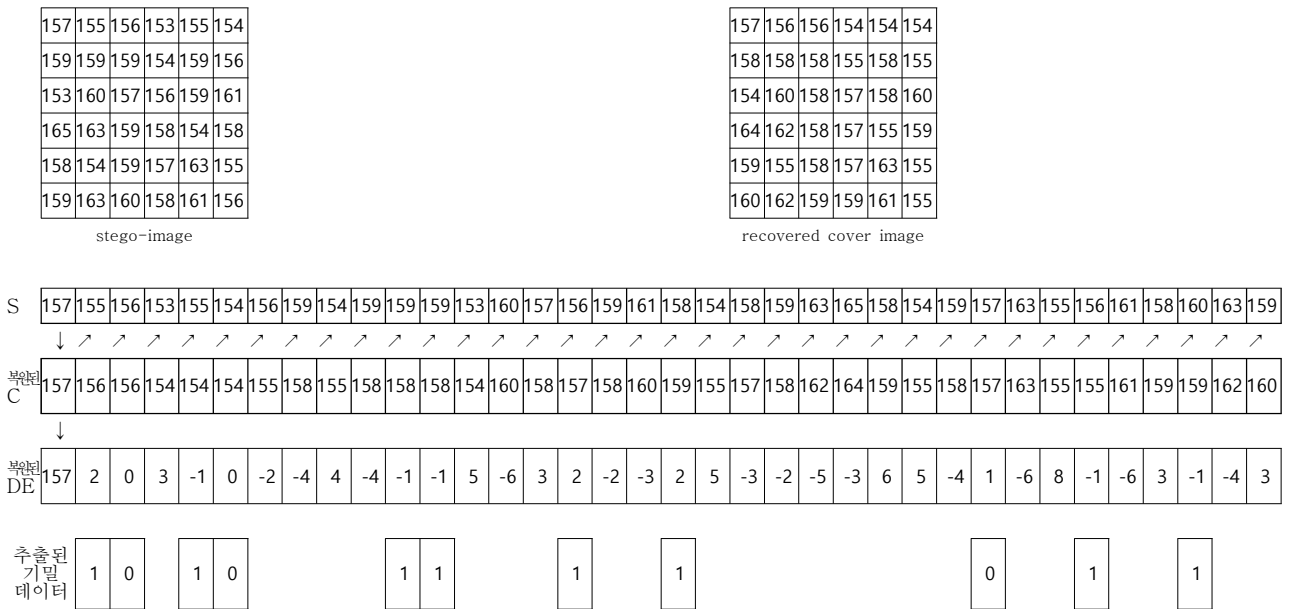 157 155 156 153 155 154
159 159 159 154 159 156
153 160 157 156 159 161
165 163 159 158 154 158
158 154 159 157 163 155
159 163 160 158 161 156
stego-image
157 156 156 154 154 154
158 158 158 155 158 155
154 160 158 157 158 160
164 162 158 157 155 159
159 155 158 157 163 155
160 162 159 159 161 155
recovered cover image
S 157 155 156 153 155 154 156 159 154 159 159 159 153 160 157 156 159 161 158 154 158 159 163 165 158 154 159 157 163 155 156 161 158 160 163 159
↓ ↗ ↗ ↗ ↗ ↗ ↗ ↗ ↗ ↗ ↗ ↗ ↗ ↗ ↗ ↗ ↗ ↗ ↗ ↗ ↗ ↗ ↗ ↗ ↗ ↗ ↗ ↗ ↗ ↗ ↗ ↗ ↗ ↗ ↗ ↗
복원된
C 157 156 156 154 154 154 155 158 155 158 158 158 154 160 158 157 158 160 159 155 157 158 162 164 159 155 158 157 163 155 155 161 159 159 162 160
↓
복원된
DE 157 2 0 3 -1 0 -2 -4 4 -4 -1 -1 5 -6 3 2 -2 -3 2 5 -3 -2 -5 -3 6 5 -4 1 -6 8 -1 -6 3 -1 -4 3
추출된
기밀
데이터
1 0 1 0 1 1 1 1 0 1 1